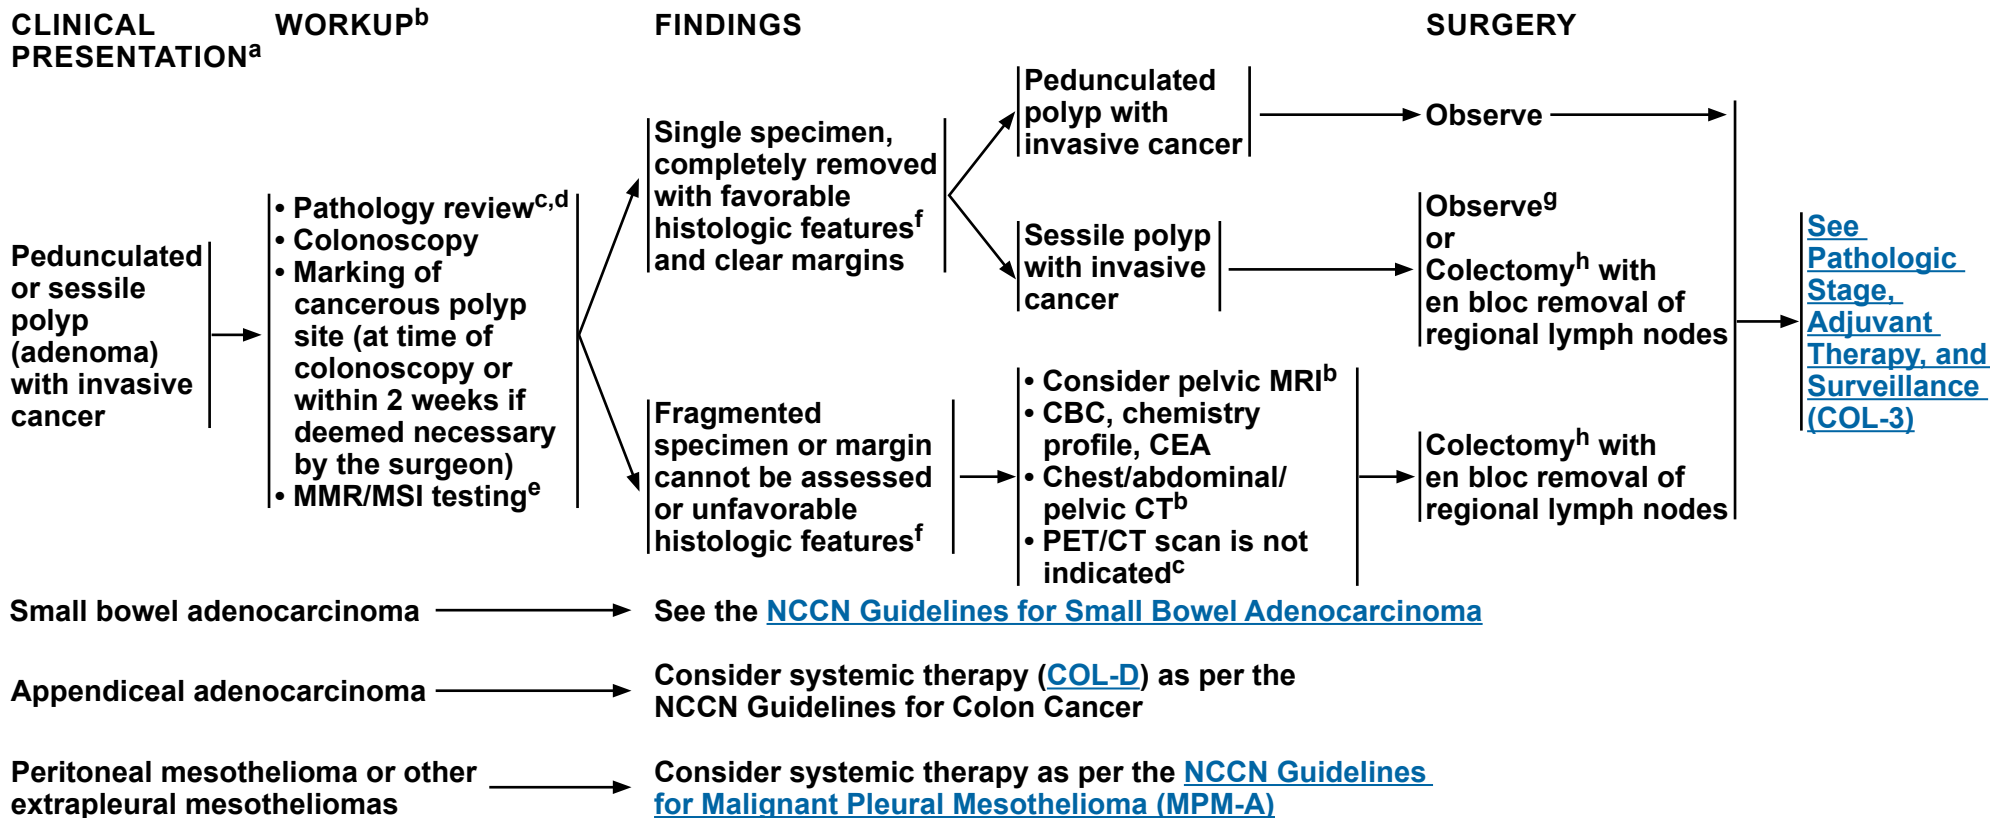 CLINICAL
PRESENTATIONa
WORKUPb
FINDINGS
SURGERY
Pedunculated
or sessile
polyp
(adenoma)
with invasive
cancer
• Pathology reviewc,d
• Colonoscopy
• Marking of
cancerous polyp
site (at time of
colonoscopy or
within 2 weeks if
deemed necessary
by the surgeon)
• MMR/MSI testinge
Single specimen,
completely removed
with favorable
histologic featuresf
and clear margins
Pedunculated
polyp with
invasive cancer
Observe
Sessile polyp
with invasive
cancer
Observeg
or
Colectomyh with
en bloc removal of
regional lymph nodes
Fragmented
specimen or margin
cannot be assessed
or unfavorable
histologic featuresf
• Consider pelvic MRIb
• CBC, chemistry
profile, CEA
• Chest/abdominal/
pelvic CTb
• PET/CT scan is not
indicatedc
Colectomyh with
en bloc removal of
regional lymph nodes
See
Pathologic
Stage,
Adjuvant
Therapy, and
Surveillance
(COL-3)
Small bowel adenocarcinoma
See the NCCN Guidelines for Small Bowel Adenocarcinoma
Appendiceal adenocarcinoma
Consider systemic therapy (COL-D) as per the
NCCN Guidelines for Colon Cancer
Peritoneal mesothelioma or other
extrapleural mesotheliomas
Consider systemic therapy as per the NCCN Guidelines
for Malignant Pleural Mesothelioma (MPM-A)